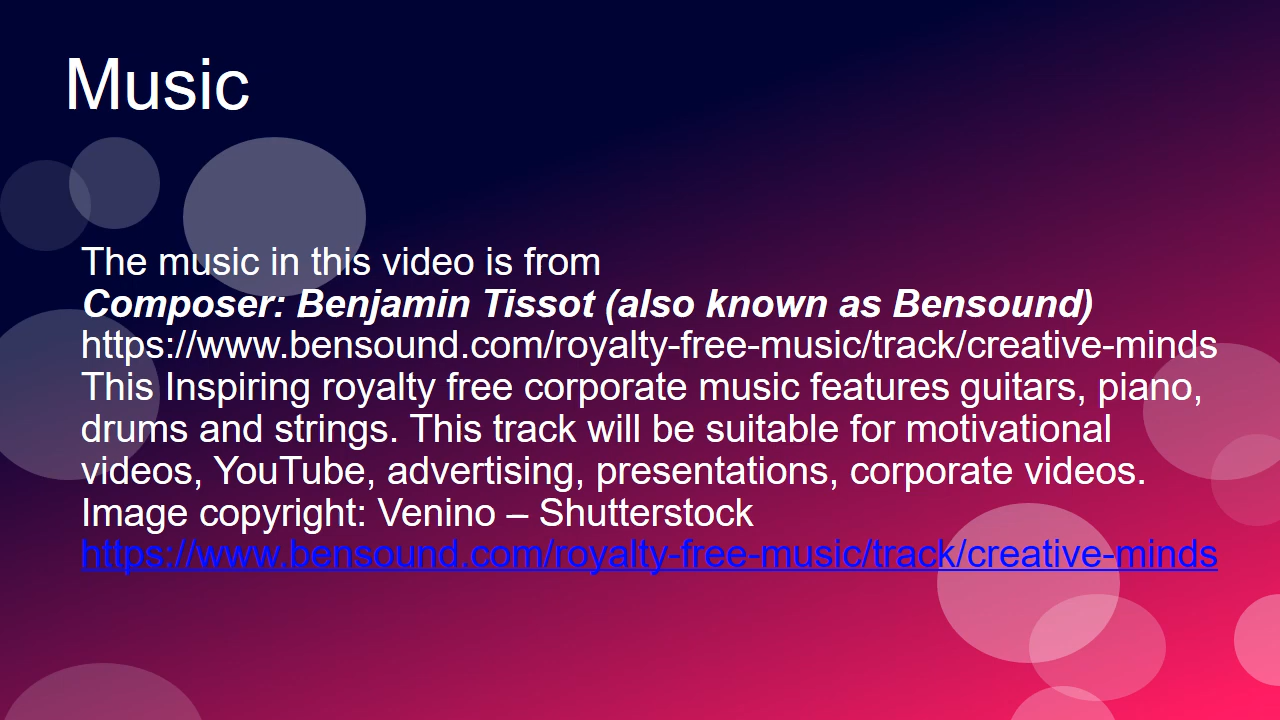 Music
The music in this video is from
Composer: Benjamin Tissot (also known as Bensound)
https://www.bensound.com/royalty-free-music/track/creative-minds
This Inspiring royalty free corporate music features guitars, piano,
drums and strings. This track will be suitable for motivational
videos, YouTube, advertising, presentations, corporate videos.
Image copyright: Venino – Shutterstock
https://www.bensound.com/royalty-free-music/track/creative-minds